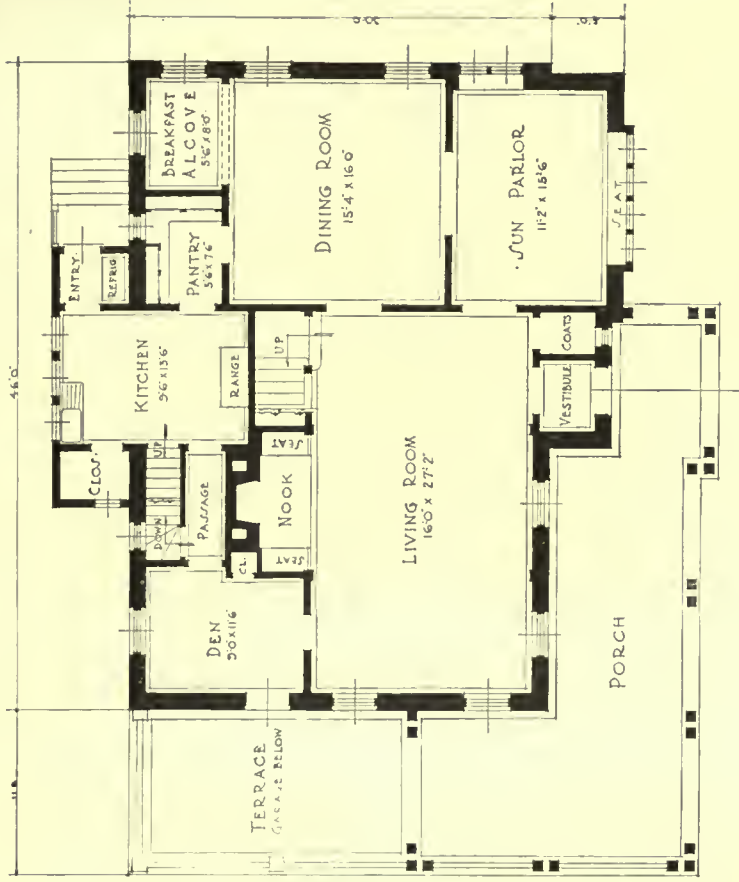 46'0"
BREAKFAST
ALCOVE
5'6" x 8'0"
DINING ROOM
15'4" x 16'0"
SUN PARLOR
11'2" x 15'6"
SEAT
ENTRY
REFRIG.
PANTRY
5'6" x 7'6"
KITCHEN
9'6" x 13'6"
RANGE
UP
COATS
VESTIBULE
CLOS.
UP
DOWN
PASSAGE
SEAT
NOOK
SEAT
CL.
LIVING ROOM
16'0" x 27'2"
DEN
9'0" x 11'6"
PORCH
TERRACE
GARAGE BELOW